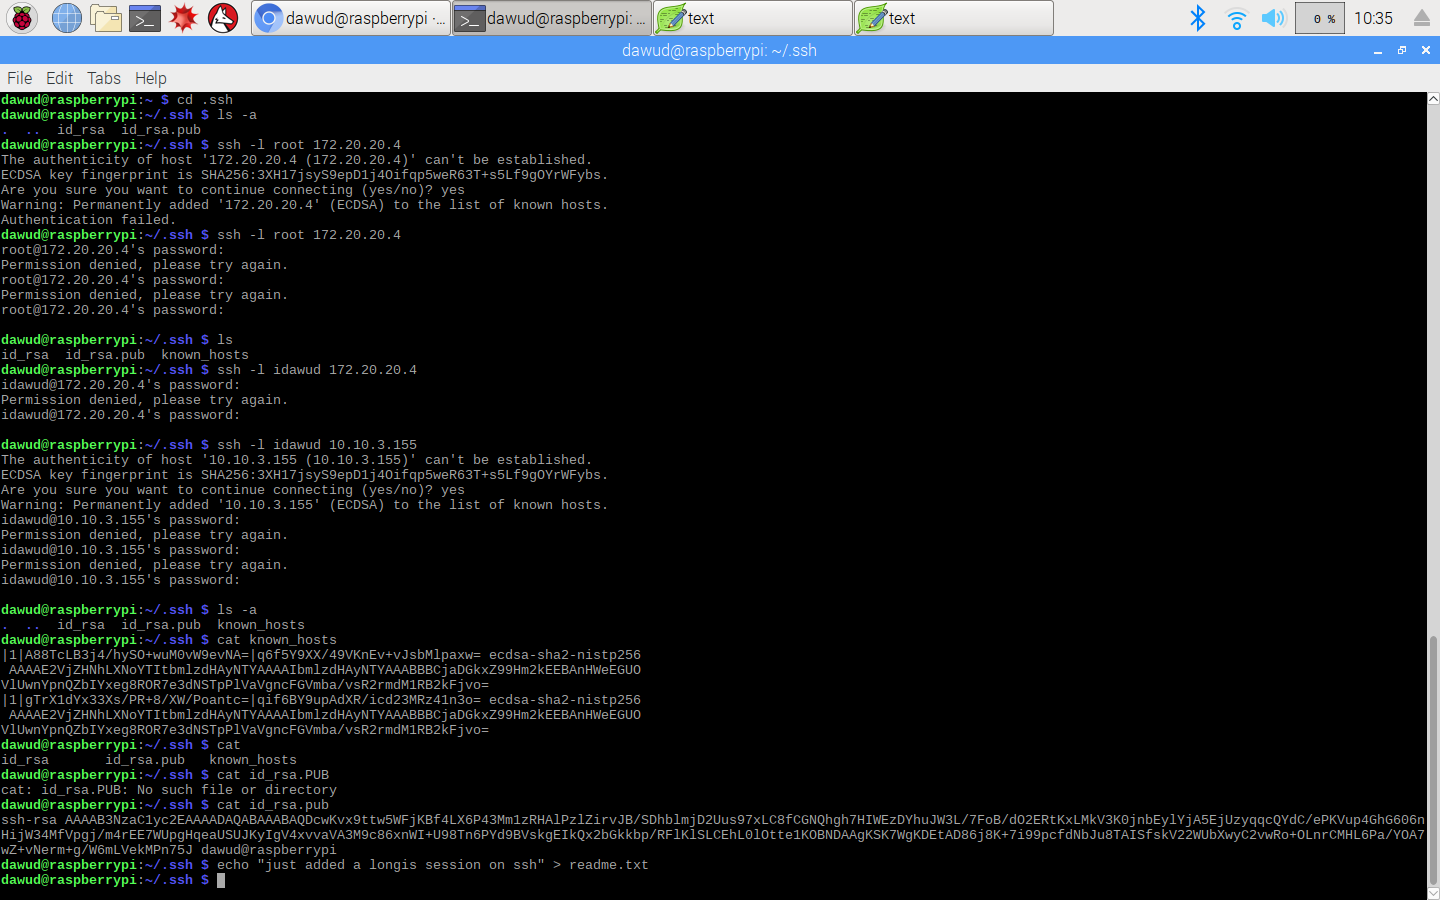 dawud@raspberrypi -...
dawud@raspberrypi: ...
text
text
0 %
10:35
dawud@raspberrypi: ~/.ssh
File Edit Tabs Help
dawud@raspberrypi:~ $ cd .ssh
dawud@raspberrypi:~/.ssh $ ls -a
.  ..  id_rsa  id_rsa.pub
dawud@raspberrypi:~/.ssh $ ssh -l root 172.20.20.4
The authenticity of host '172.20.20.4 (172.20.20.4)' can't be established.
ECDSA key fingerprint is SHA256:3XH17jsyS9epD1j4Oifqp5weR63T+s5Lf9gOYrWFybs.
Are you sure you want to continue connecting (yes/no)? yes
Warning: Permanently added '172.20.20.4' (ECDSA) to the list of known hosts.
Authentication failed.
dawud@raspberrypi:~/.ssh $ ssh -l root 172.20.20.4
root@172.20.20.4's password:
Permission denied, please try again.
root@172.20.20.4's password:
Permission denied, please try again.
root@172.20.20.4's password:
dawud@raspberrypi:~/.ssh $ ls
id_rsa  id_rsa.pub  known_hosts
dawud@raspberrypi:~/.ssh $ ssh -l idawud 172.20.20.4
idawud@172.20.20.4's password:
Permission denied, please try again.
idawud@172.20.20.4's password:
dawud@raspberrypi:~/.ssh $ ssh -l idawud 10.10.3.155
The authenticity of host '10.10.3.155 (10.10.3.155)' can't be established.
ECDSA key fingerprint is SHA256:3XH17jsyS9epD1j4Oifqp5weR63T+s5Lf9gOYrWFybs.
Are you sure you want to continue connecting (yes/no)? yes
Warning: Permanently added '10.10.3.155' (ECDSA) to the list of known hosts.
idawud@10.10.3.155's password:
Permission denied, please try again.
idawud@10.10.3.155's password:
Permission denied, please try again.
idawud@10.10.3.155's password:
dawud@raspberrypi:~/.ssh $ ls -a
.  ..  id_rsa  id_rsa.pub  known_hosts
dawud@raspberrypi:~/.ssh $ cat known_hosts
|1|A88TcLB3j4/hySO+wuM0vW9evNA=|q6f5Y9XX/49VKnEv+vJsbMlpaxw= ecdsa-sha2-nistp256
AAAAE2VjZHNhLXNoYTItbmlzdHAyNTYAAAAIbmlzdHAyNTYAAABBBCjaDGkxZ99Hm2kEEBAnHWeEGUO
VlUwnYpnQZbIYxeg8ROR7e3dNSTpPlVaVgncFGVmba/vsR2rmdM1RB2kFjvo=
|1|gTrX1dYx33Xs/PR+8/XW/Poantc=|qif6BY9upAdXR/icd23MRz41n3o= ecdsa-sha2-nistp256
AAAAE2VjZHNhLXNoYTItbmlzdHAyNTYAAAAIbmlzdHAyNTYAAABBBCjaDGkxZ99Hm2kEEBAnHWeEGUO
VlUwnYpnQZbIYxeg8ROR7e3dNSTpPlVaVgncFGVmba/vsR2rmdM1RB2kFjvo=
dawud@raspberrypi:~/.ssh $ cat
id_rsa       id_rsa.pub   known_hosts
dawud@raspberrypi:~/.ssh $ cat id_rsa.PUB
cat: id_rsa.PUB: No such file or directory
dawud@raspberrypi:~/.ssh $ cat id_rsa.pub
ssh-rsa AAAAB3NzaC1yc2EAAAADAQABAAABAQDcwKvx9ttw5WFjKBf4LX6P43Mm1zRHAlPzlZirvJB/SDhblmjD2Uus97xLC8fCGNQhgh7HIWEzDYhuJW3L/7FoB/dO2ERtKxLMkV3K0jnbEylYjA5EjUzyqqcQYdC/ePKVup4GhG606n
HijW34MfVpgj/m4rEE7WUpgHqeaUSUJKyIgV4xvvaVA3M9c86xnWI+U98Tn6PYd9BVskgEIkQx2bGkkbp/RFlKlSLCEhL0lOtte1KOBNDAAgKSK7WgKDEtAD86j8K+7i99pcfdNbJu8TAISfskV22WUbXwyC2vwRo+OLnrCMHL6Pa/YOA7
wZ+vNerm+g/W6mLVekMPn75J dawud@raspberrypi
dawud@raspberrypi:~/.ssh $ echo "just added a longis session on ssh" > readme.txt
dawud@raspberrypi:~/.ssh $